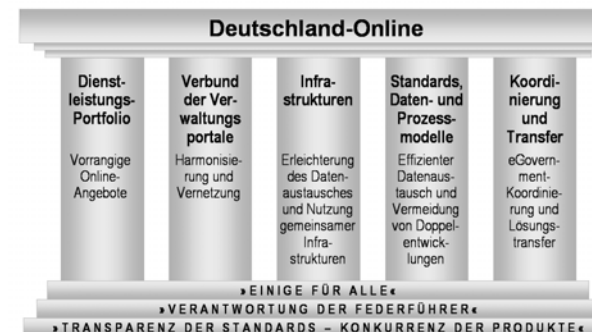 Deutschland-Online
Dienst-
leistungs-
Portfolio
Vorrangige
Online-
Angebote
Verbund
der Ver-
waltungs
portale
Harmonisie-
rung und
Vernetzung
Infra-
strukturen
Erleichterung
des Daten-
austausches
und Nutzung
gemeinsamer
Infra-
strukturen
Standards,
Daten- und
Prozess-
modelle
Effizienter
Datenaus-
tausch und
Vermeidung
von Doppel-
entwick-
lungen
Koordi-
nierung
und
Transfer
eGovern-
ment-
Koordinie-
rung und
Lösungs-
transfer
»EINIGE FÜR ALLE«
»VERANTWORTUNG DER FEDERFÜHRER«
»TRANSPARENZ DER STANDARDS – KONKURRENZ DER PRODUKTE«